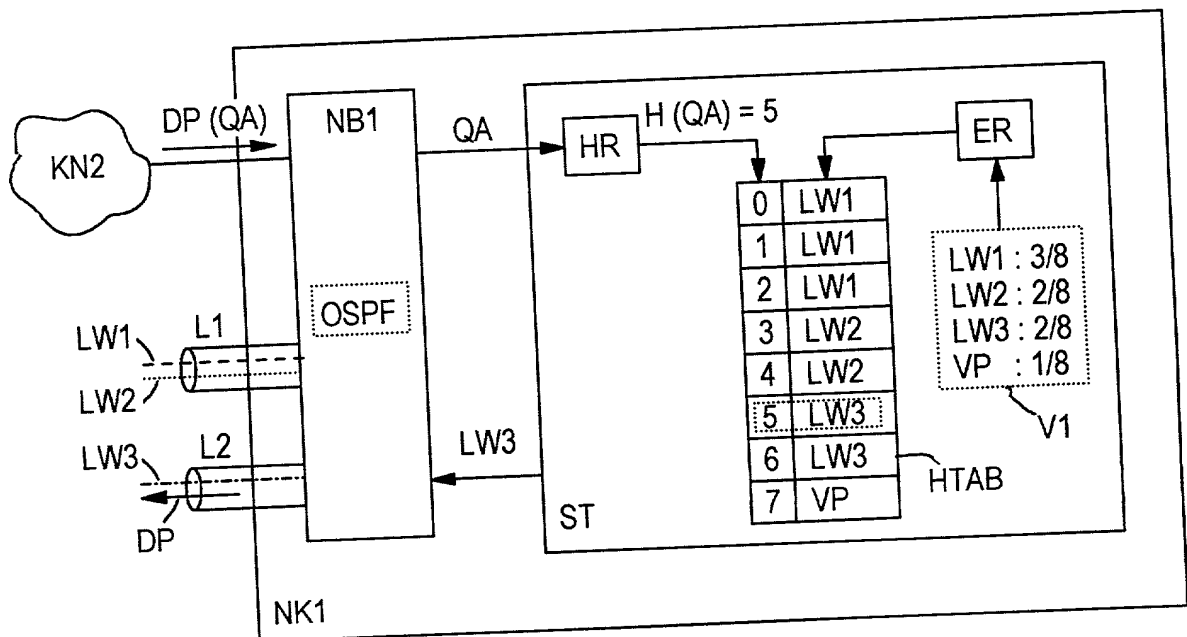 KN2
DP (QA)
NB1
QA
HR
H (QA) = 5
ER
0 LW1
1 LW1
2 LW1
3 LW2
4 LW2
5 LW3
6 LW3
7 VP
LW1 : 3/8
LW2 : 2/8
LW3 : 2/8
VP : 1/8
V1
HTAB
OSPF
LW1
L1
LW2
LW3
L2
DP
LW3
ST
NK1